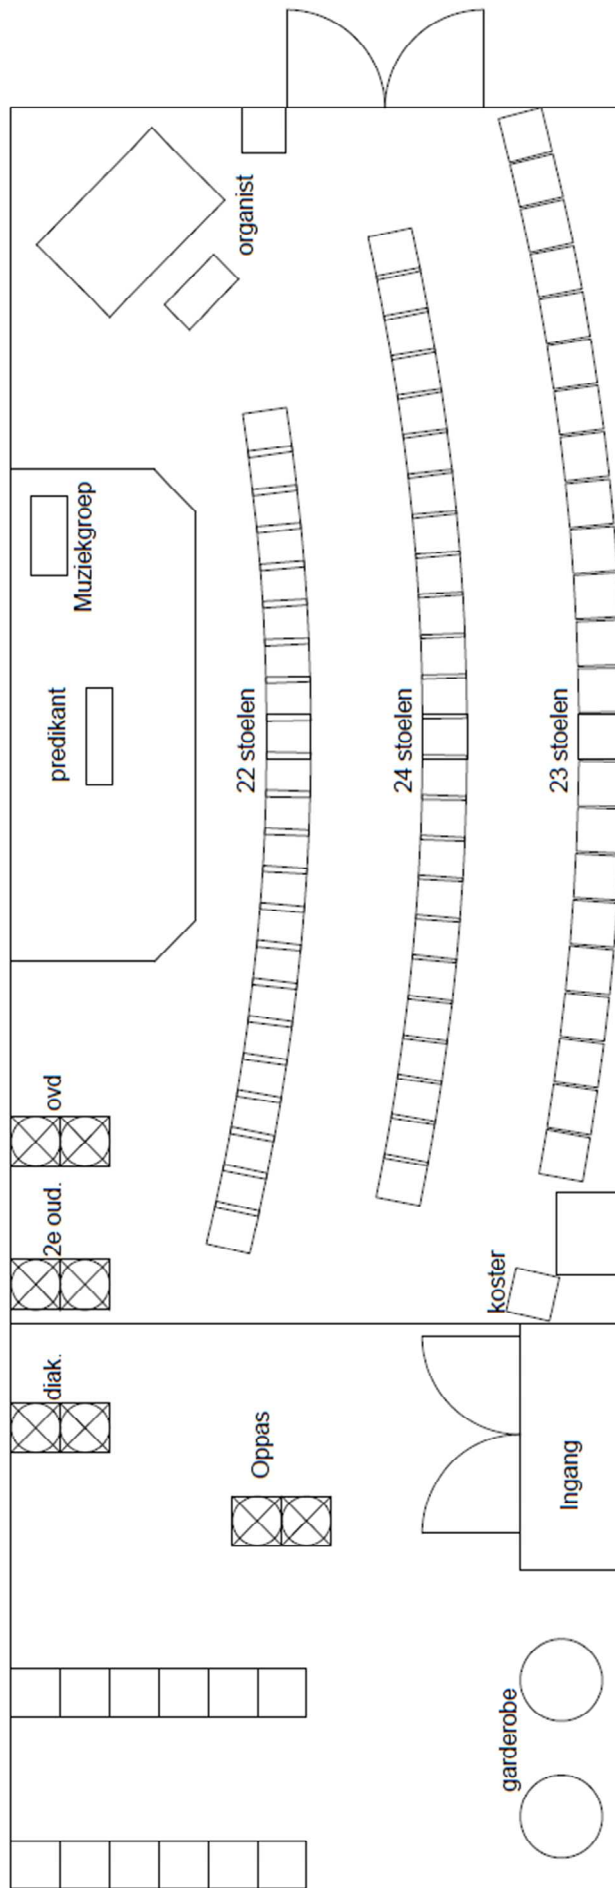 organist
Muziekgroep
predikant
22 stoelen
24 stoelen
23 stoelen
ovd
2e oud.
koster
diak.
Oppas
Ingang
garderobe